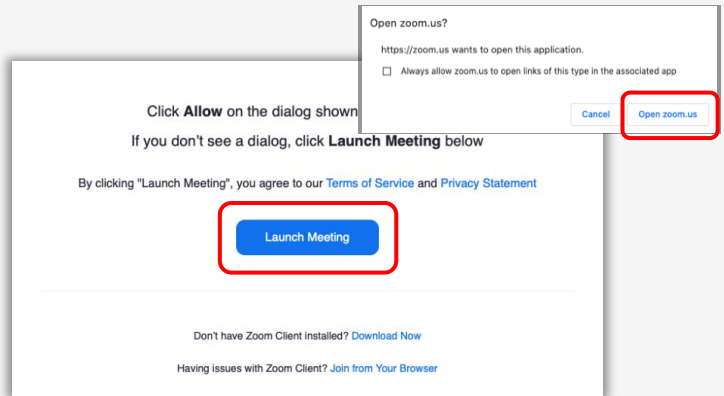 Open zoom.us?
https://zoom.us wants to open this application.
Always allow zoom.us to open links of this type in the associated app
Cancel Open zoom.us
Click Allow on the dialog shown
If you don't see a dialog, click Launch Meeting below
By clicking "Launch Meeting", you agree to our Terms of Service and Privacy Statement
Launch Meeting
Don't have Zoom Client installed? Download Now
Having issues with Zoom Client? Join from Your Browser